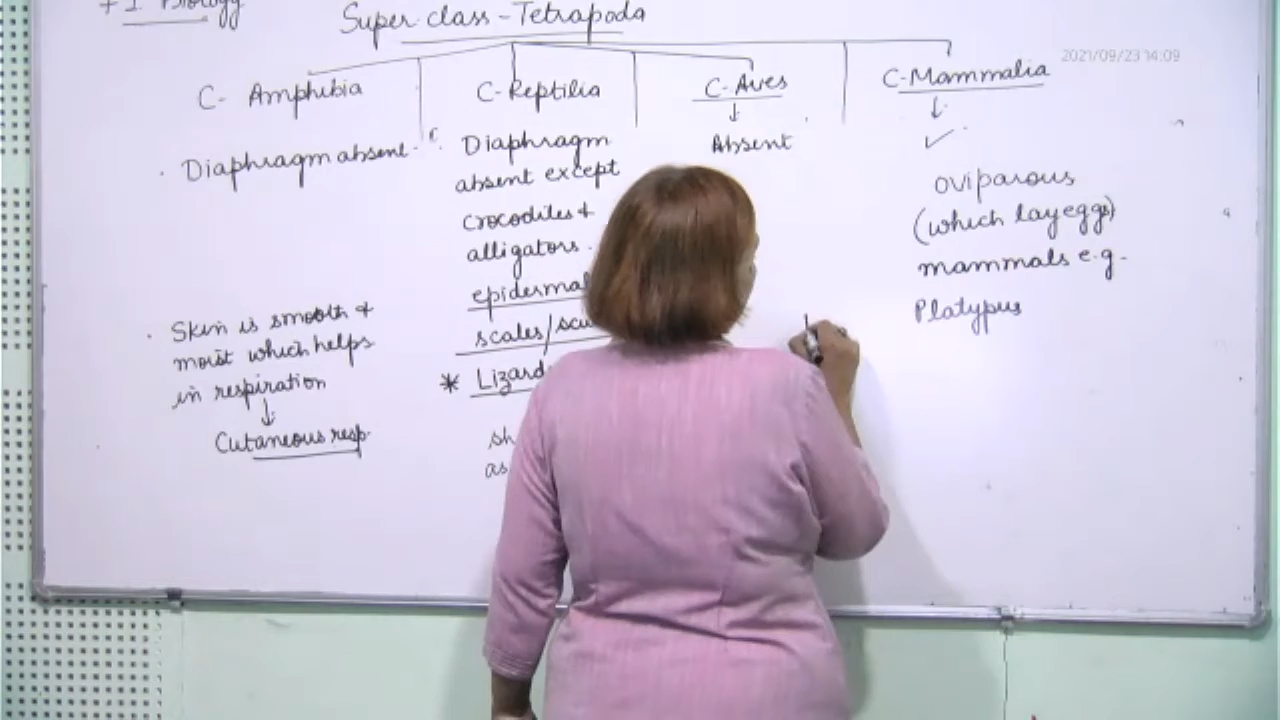 +1 Biology
Super class - Tetrapoda
2021/09/23 14:09
C- Amphibia
Diaphragm absent.
Skin is smooth &
moist which helps
in respiration
↓
Cutaneous resp.
C-Reptilia
Diaphragm
absent except
crocodiles &
alligators.
epidermal
scales/
* Lizard
C-Aves
↓
Absent
C-Mammalia
↓
✓
oviparous
(which lay eggs)
mammals e.g.
Platypus